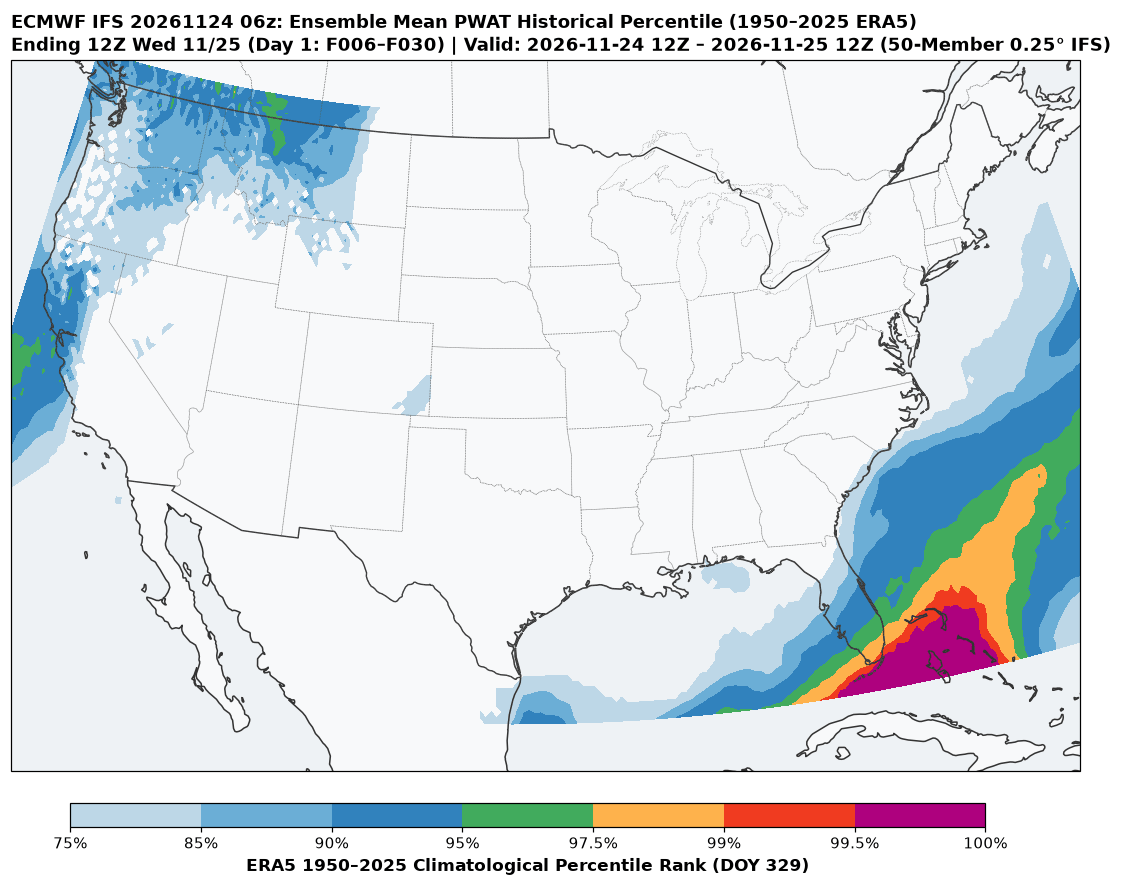 ECMWF IFS 20261124 06z: Ensemble Mean PWAT Historical Percentile (1950–2025 ERA5)
Ending 12Z Wed 11/25 (Day 1: F006–F030) | Valid: 2026-11-24 12Z – 2026-11-25 12Z (50-Member 0.25° IFS)
75% 85% 90% 95% 97.5% 99% 99.5% 100%
ERA5 1950–2025 Climatological Percentile Rank (DOY 329)